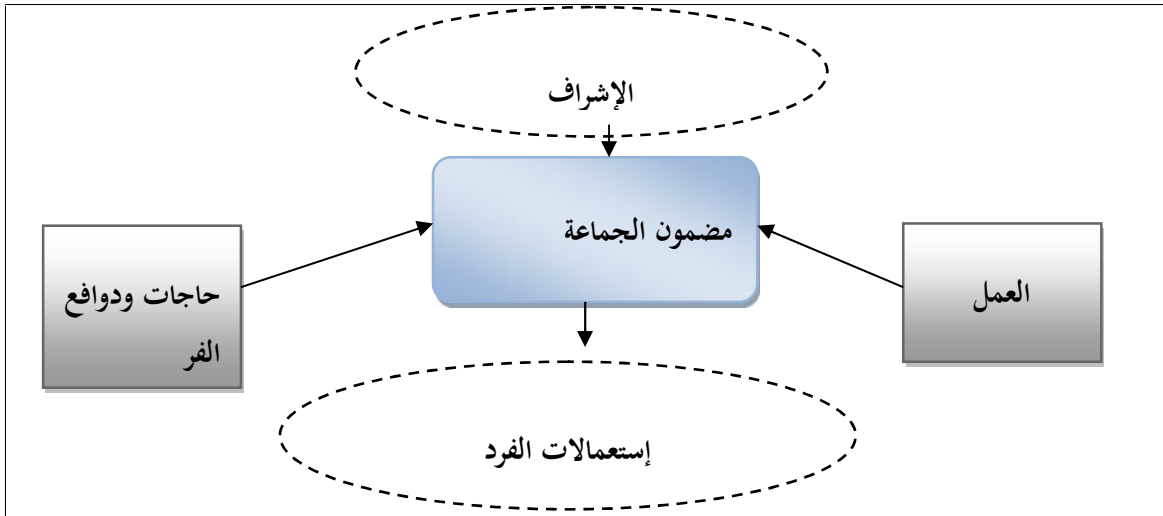 الإشراف
مضمون الجماعة
العمل
حاجات ودوافع
الفر
إستعمالات الفرد